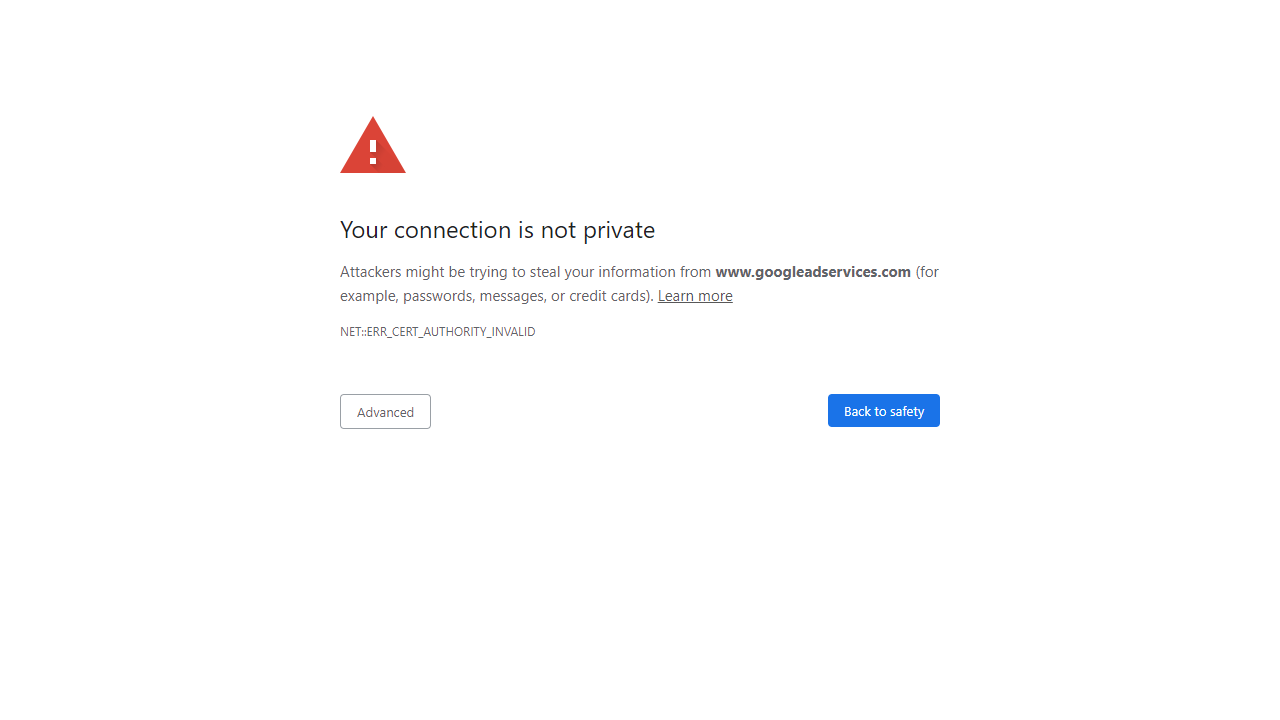 Your connection is not private
Attackers might be trying to steal your information from www.googleadservices.com (for
example, passwords, messages, or credit cards). Learn more
NET::ERR_CERT_AUTHORITY_INVALID
Advanced
Back to safety